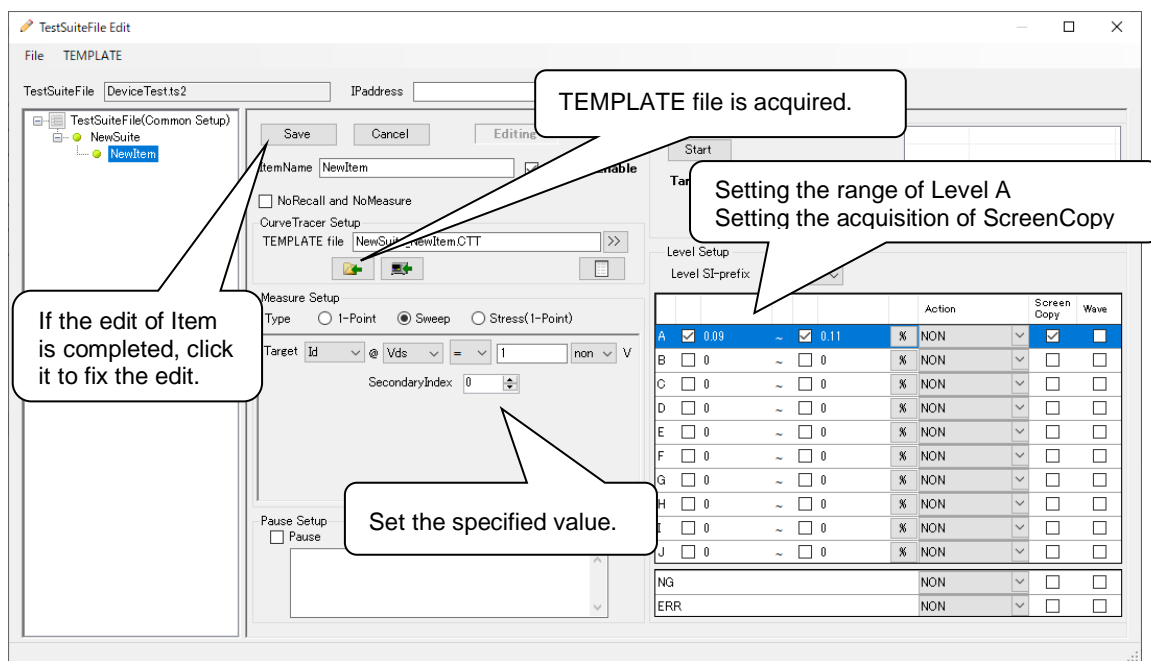 TestSuiteFile Edit
File TEMPLATE
TestSuiteFile DeviceTest.ts2 IPaddress
TEMPLATE file is acquired.
TestSuiteFile(Common Setup)
NewSuite
NewItem
Save Cancel Editing
Start
ItemName NewItem
Setting the range of Level A
Setting the acquisition of ScreenCopy
NoRecall and NoMeasure
CurveTracer Setup
TEMPLATE file NewSuite_NewItem.CTT >>
Level Setup
Level SI-prefix
If the edit of Item
is completed, click
it to fix the edit.
Measure Setup
Type 1-Point Sweep Stress(1-Point)
Target Id @ Vds = 1 non V
SecondaryIndex 0
Set the specified value.
Pause Setup
Pause
Action Screen Copy Wave
A 0.09 ~ 0.11 % NON
B 0 ~ 0 % NON
C 0 ~ 0 % NON
D 0 ~ 0 % NON
E 0 ~ 0 % NON
F 0 ~ 0 % NON
G 0 ~ 0 % NON
H 0 ~ 0 % NON
I 0 ~ 0 % NON
J 0 ~ 0 % NON
NG NON
ERR NON